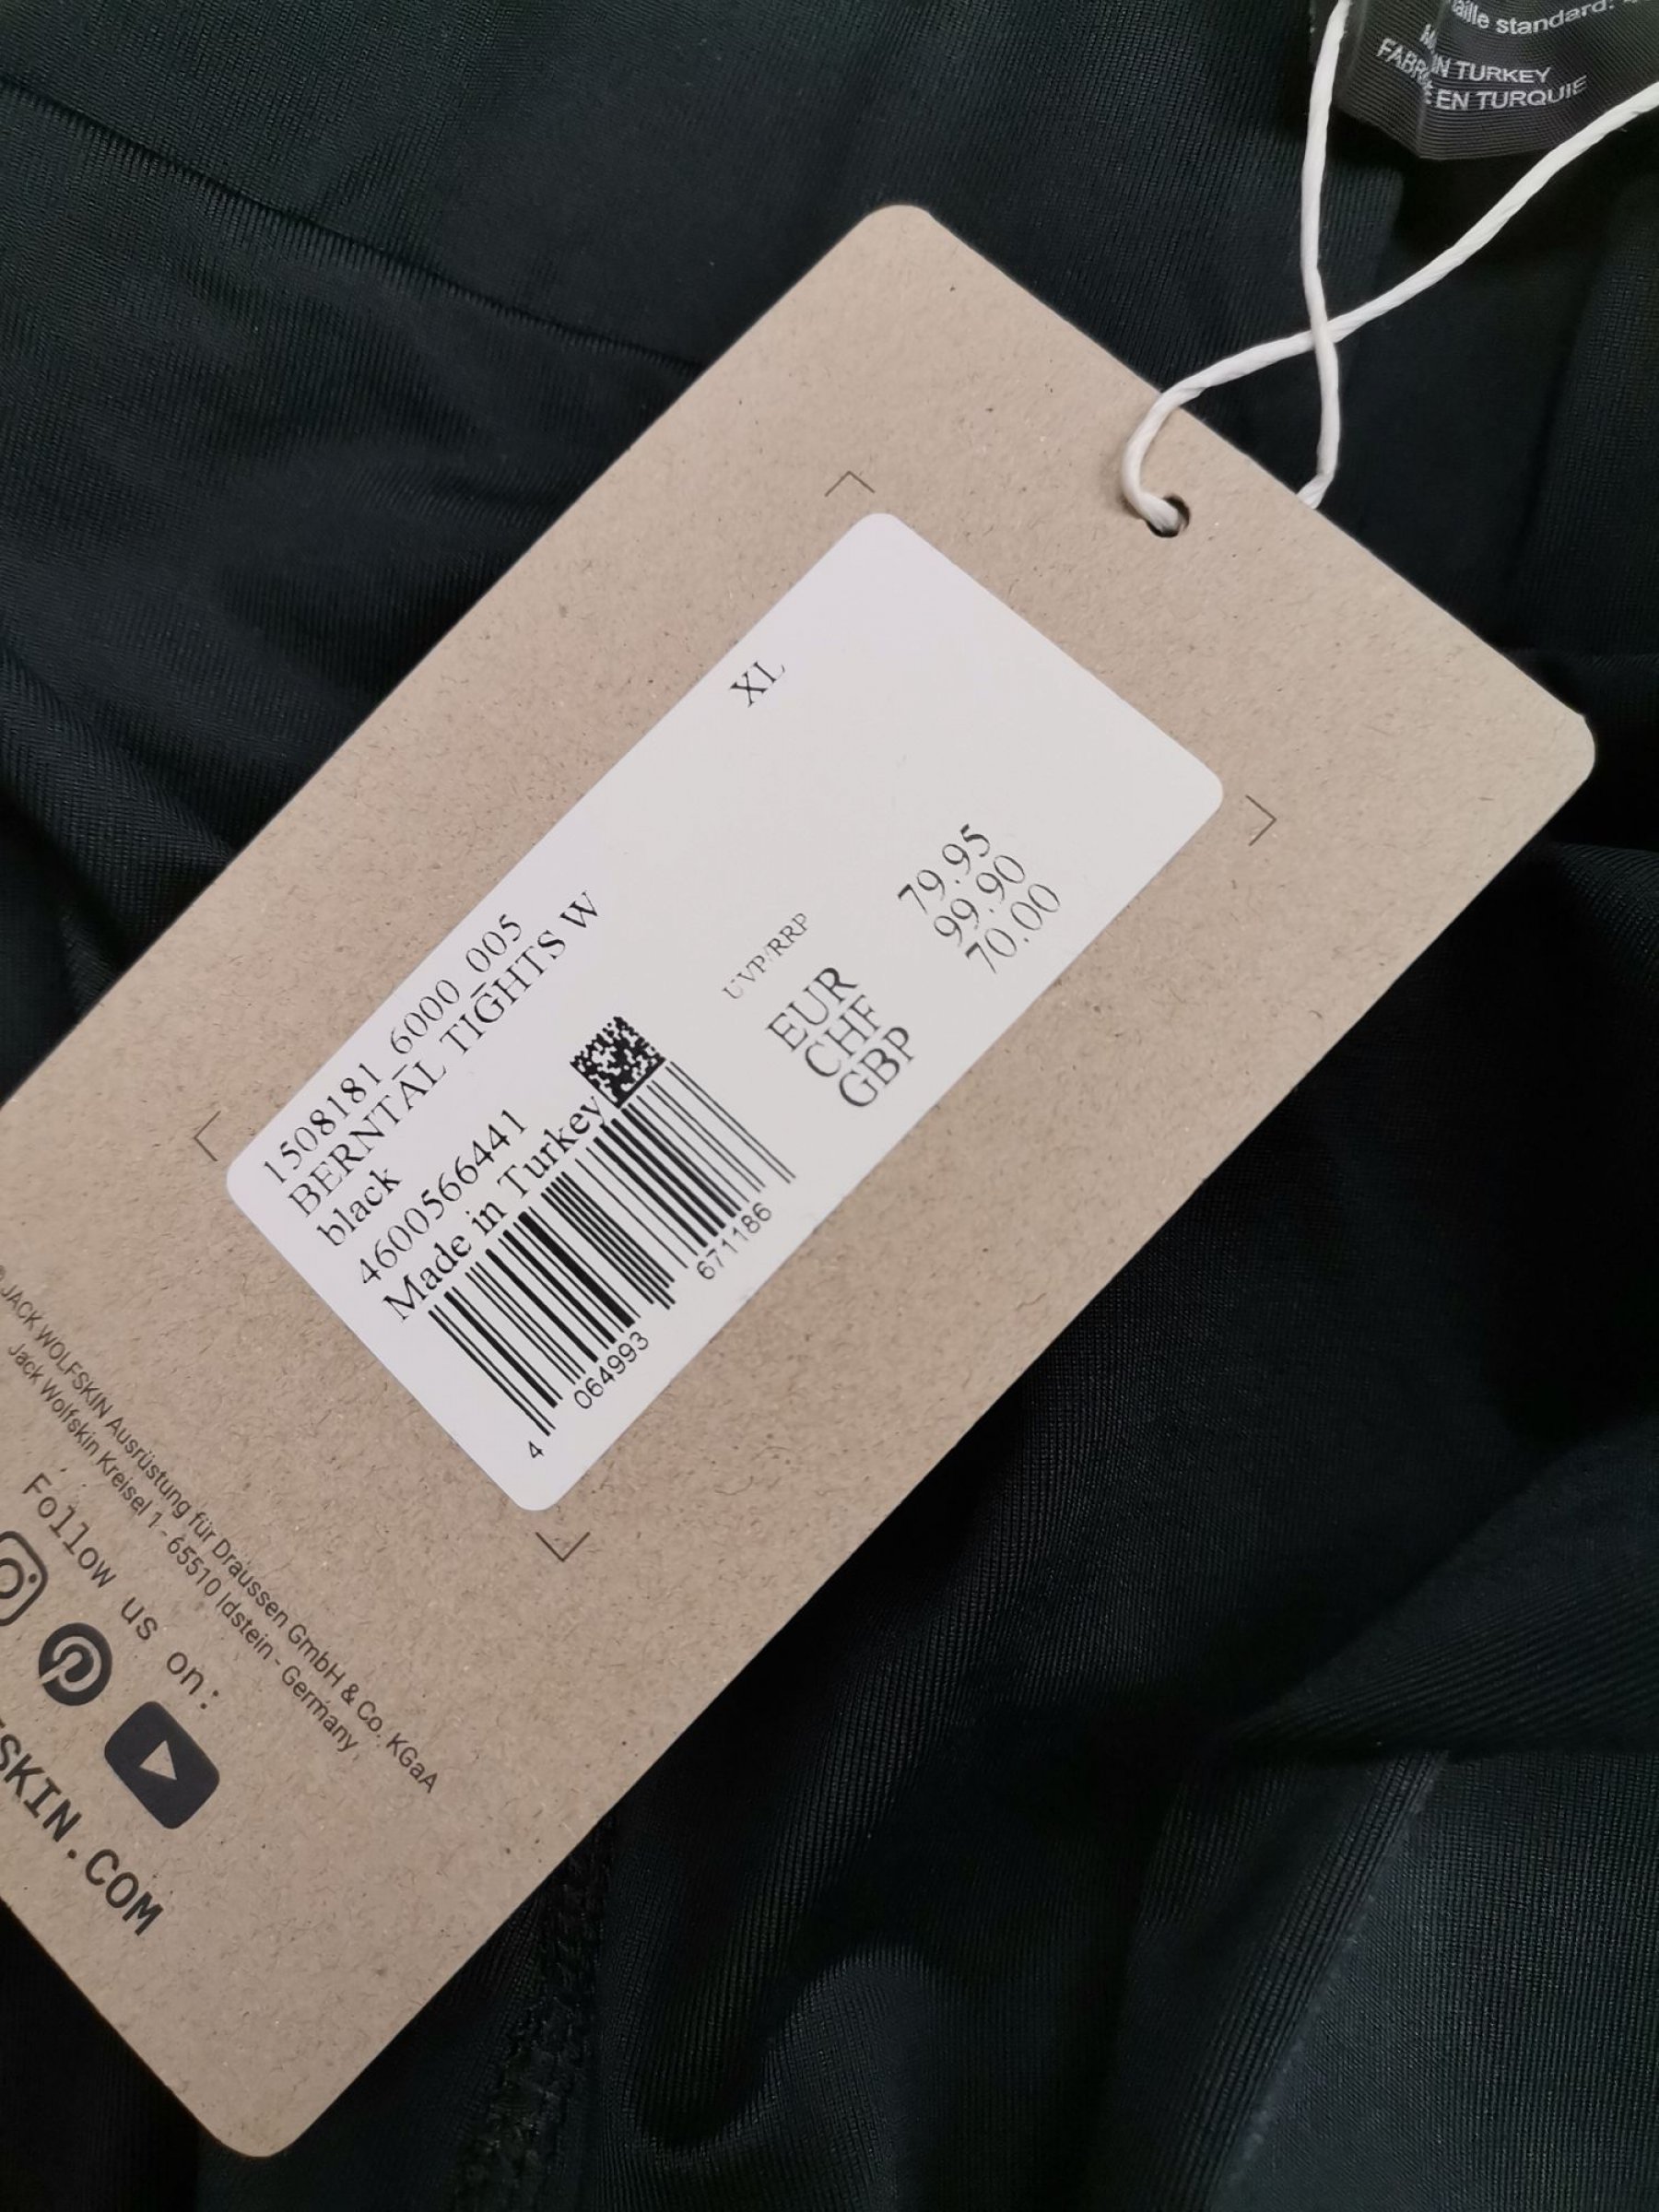 aille standard:
IN TURKEY
EN TURQUIE
XL
1508181_6000_005
BERNTAL TIGHTS W
black
4600566441
Made in Turkey
4 064993 671186
UVP/RRP
EUR 79.95
CHF 99.90
GBP 70.00
JACK WOLFSKIN Ausrüstung für Draussen GmbH & Co. KGaA
Jack Wolfskin Kreisel 1 - 65510 Idstein - Germany
Follow us on:
SKIN.COM